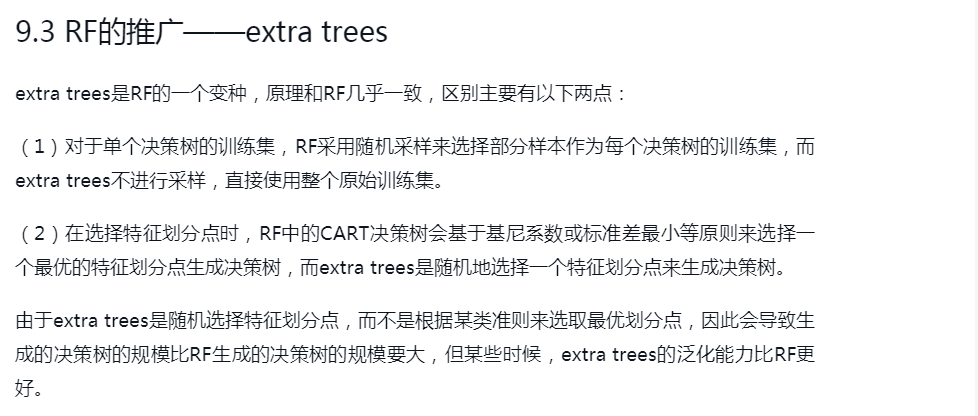 9.3 RF的推广——extra trees
extra trees是RF的一个变种，原理和RF几乎一致，区别主要有以下两点：
（1）对于单个决策树的训练集，RF采用随机采样来选择部分样本作为每个决策树的训练集，而
extra trees不进行采样，直接使用整个原始训练集。
（2）在选择特征划分点时，RF中的CART决策树会基于基尼系数或标准差最小等原则来选择一
个最优的特征划分点生成决策树，而extra trees是随机地选择一个特征划分点来生成决策树。
由于extra trees是随机选择特征划分点，而不是根据某类准则来选取最优划分点，因此会导致生
成的决策树的规模比RF生成的决策树的规模要大，但某些时候，extra trees的泛化能力比RF更
好。